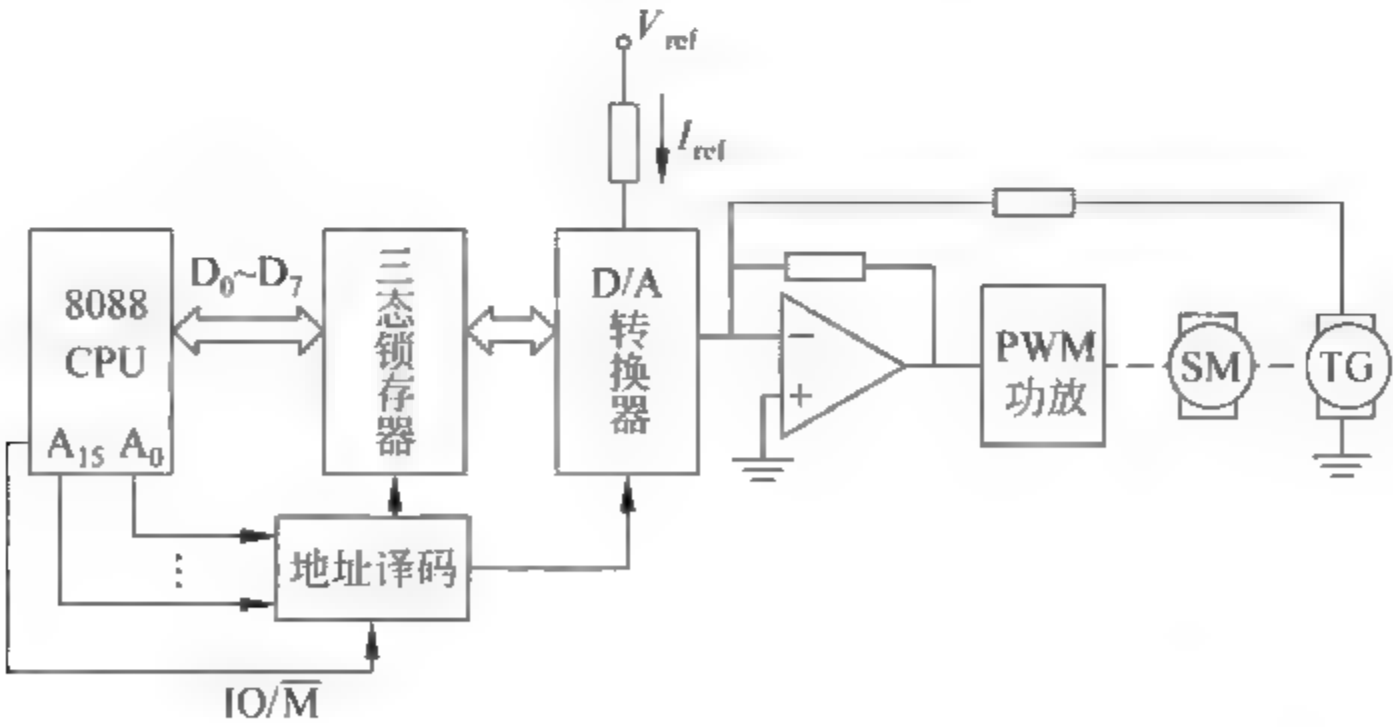 V_ref
I_ref
8088
CPU
D₀~D₇
三态锁存器
D/A
转换器
−
+
PWM
功放
SM
TG
A₁₅ A₀
地址译码
IO/M̅